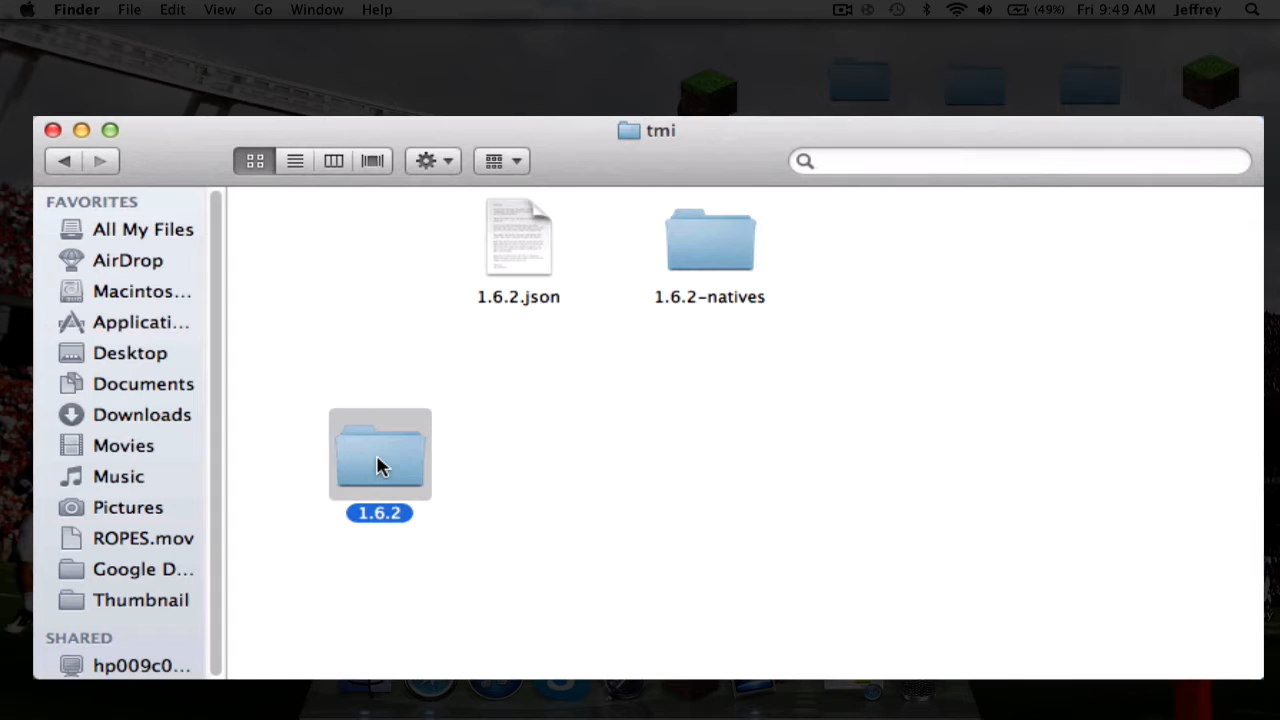 Finder File Edit View Go Window Help (49%) Fri 9:49 AM Jeffrey
tmi
FAVORITES
All My Files
AirDrop
Macintos...
Applicati...
Desktop
Documents
Downloads
Movies
Music
Pictures
ROPES.mov
Google D...
Thumbnail
SHARED
hp009c0...
1.6.2.json
1.6.2-natives
1.6.2